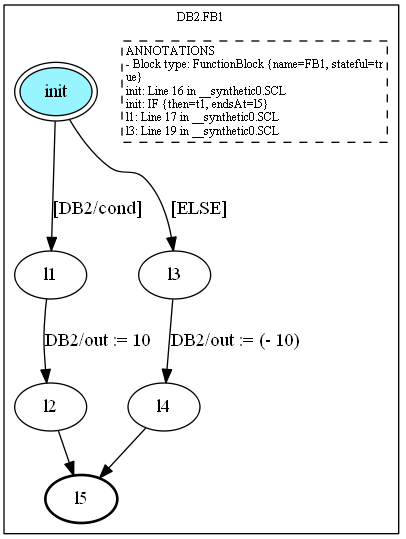 DB2.FB1
ANNOTATIONS
- Block type: FunctionBlock {name=FB1, stateful=tr
ue}
init: Line 16 in __synthetic0.SCL
init: IF {then=t1, endsAt=l5}
l1: Line 17 in __synthetic0.SCL
l3: Line 19 in __synthetic0.SCL
init
[DB2/cond] [ELSE]
l1 l3
DB2/out := 10 DB2/out := (- 10)
l2 l4
l5